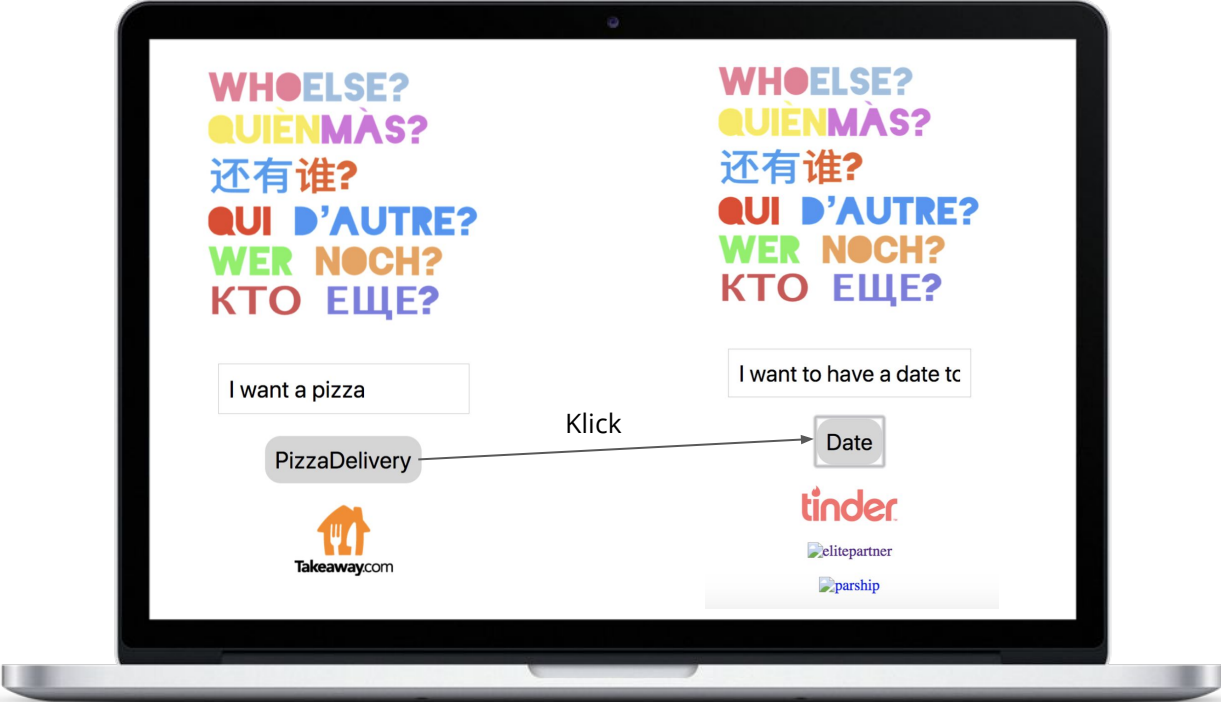 WHOELSE?
QUIÈNMÀS?
还有谁?
QUI D'AUTRE?
WER NOCH?
КТО ЕЩЕ?
I want a pizza
PizzaDelivery
Takeaway.com
Klick
WHOELSE?
QUIÈNMÀS?
还有谁?
QUI D'AUTRE?
WER NOCH?
КТО ЕЩЕ?
I want to have a date to
Date
tinder
elitepartner
parship